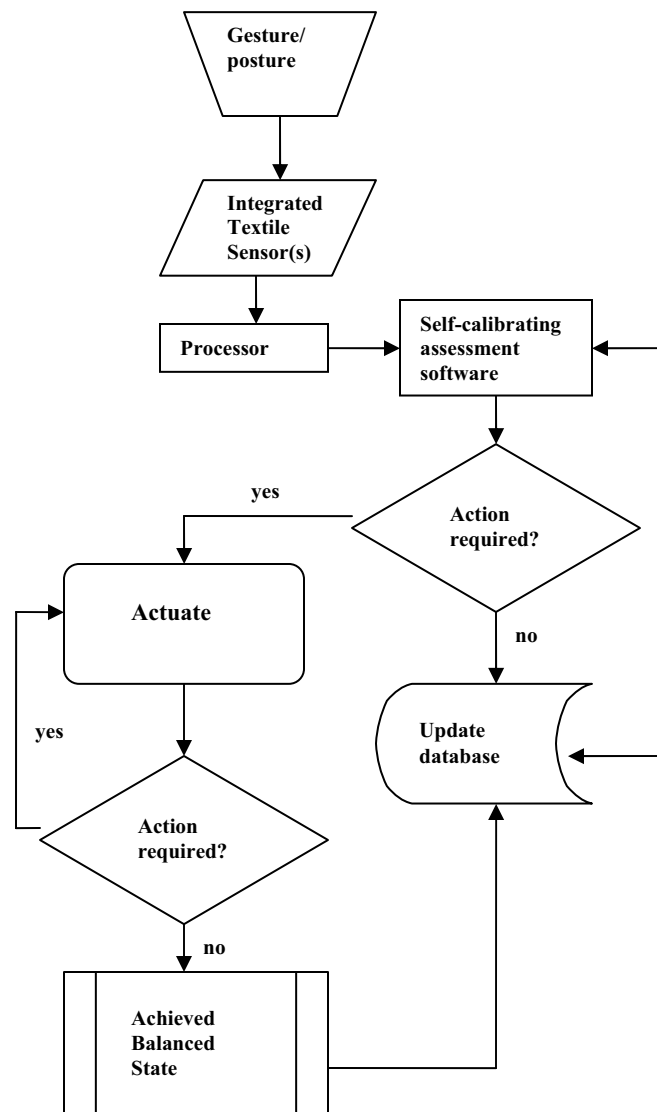 Gesture/
posture
Integrated
Textile
Sensor(s)
Processor
Self-calibrating
assessment
software
yes
Action
required?
Actuate
no
yes
Update
database
Action
required?
no
Achieved
Balanced
State